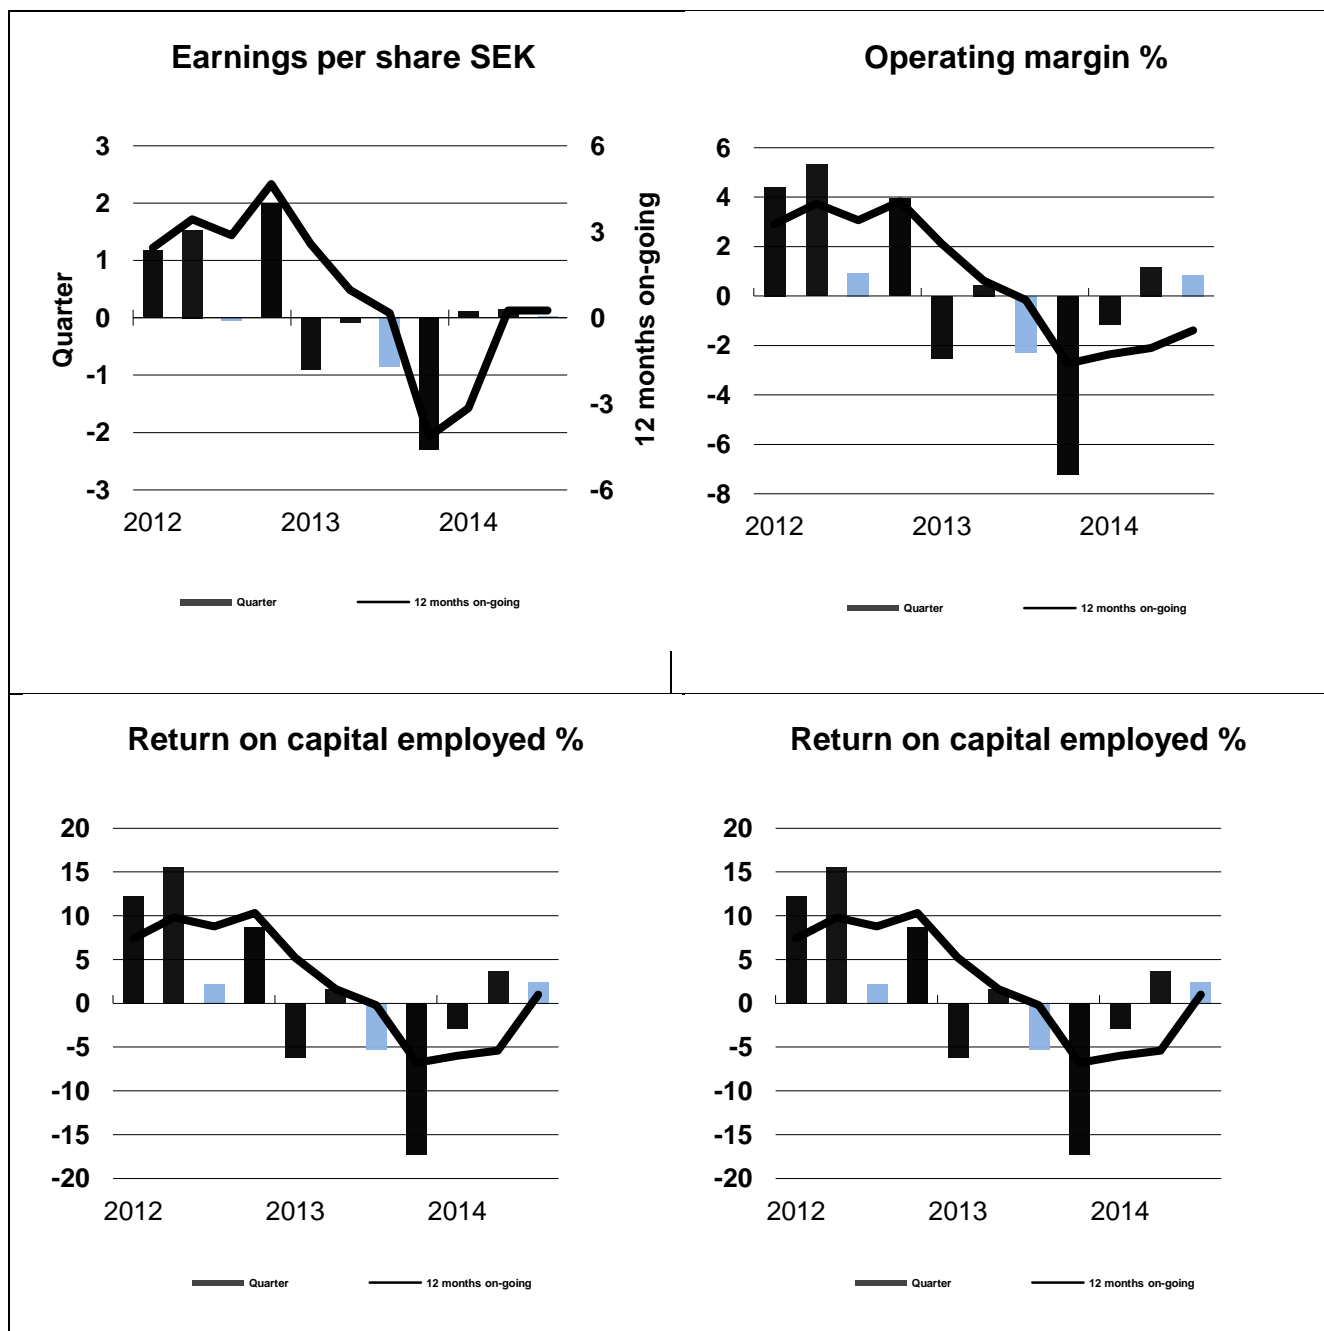 Earnings per share SEK
3
2
1
0
-1
-2
-3
Quarter
6
3
0
-3
-6
12 months on-going
2012 2013 2014
Quarter 12 months on-going
Operating margin %
6
4
2
0
-2
-4
-6
-8
2012 2013 2014
Quarter 12 months on-going
Return on capital employed %
20
15
10
5
0
-5
-10
-15
-20
2012 2013 2014
Quarter 12 months on-going
Return on capital employed %
20
15
10
5
0
-5
-10
-15
-20
2012 2013 2014
Quarter 12 months on-going